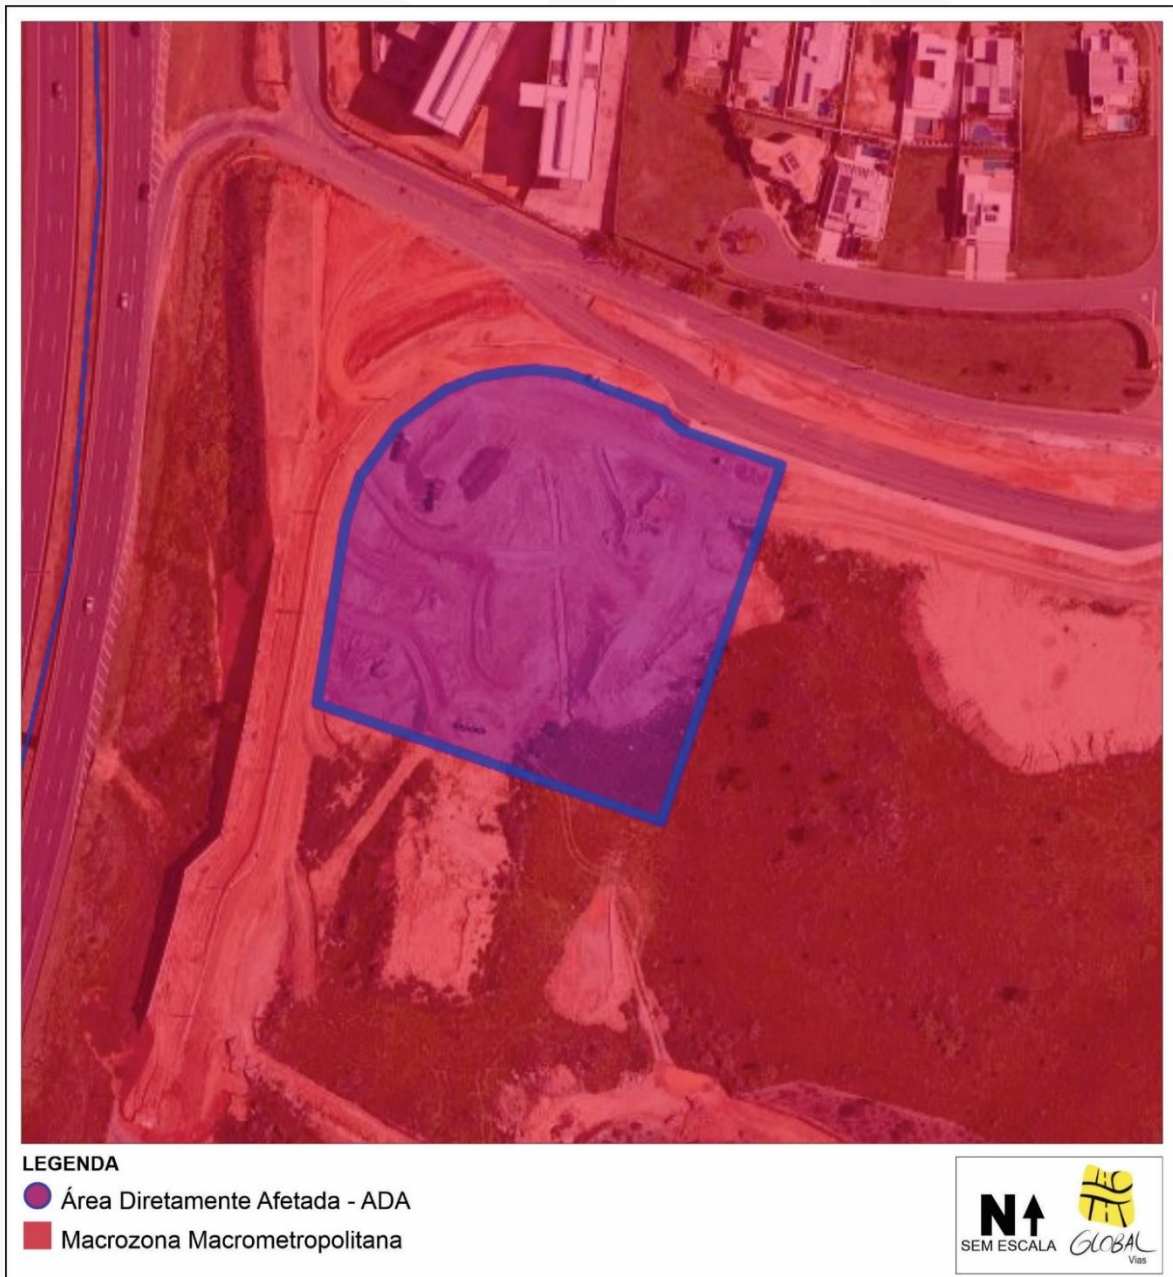 LEGENDA
Área Diretamente Afetada - ADA
Macrozona Macrometropolitana
N
SEM ESCALA
GLOBAL
Vias